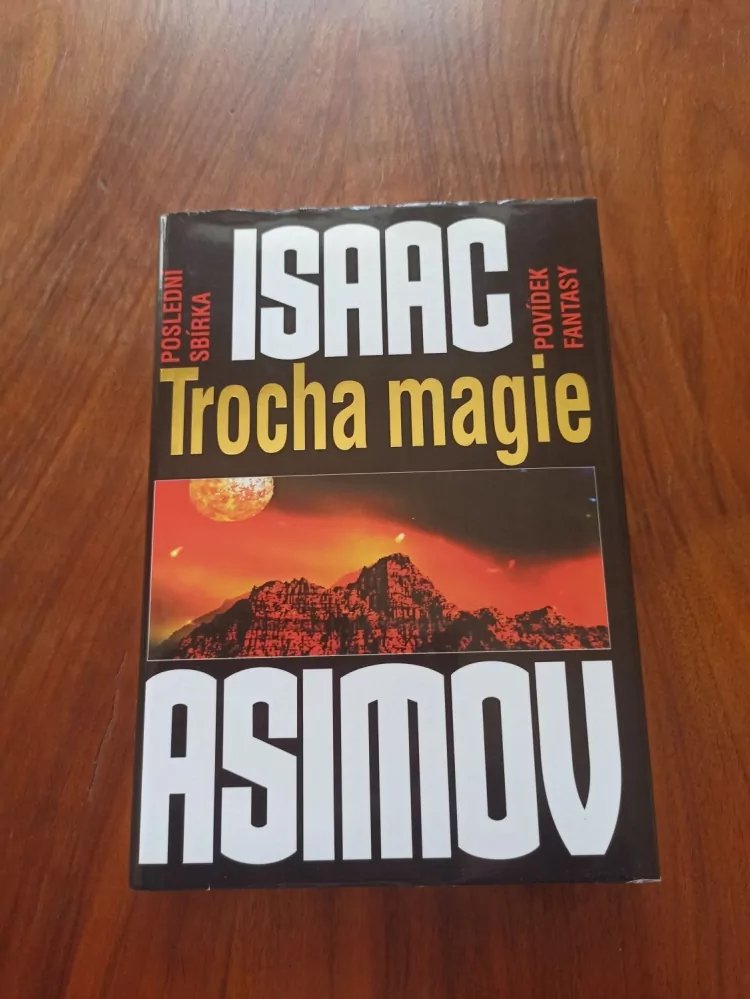 POSLEDNÍ
SBÍRKA
ISAAC
POVÍDEK
FANTASY
Trocha magie
ASIMOV